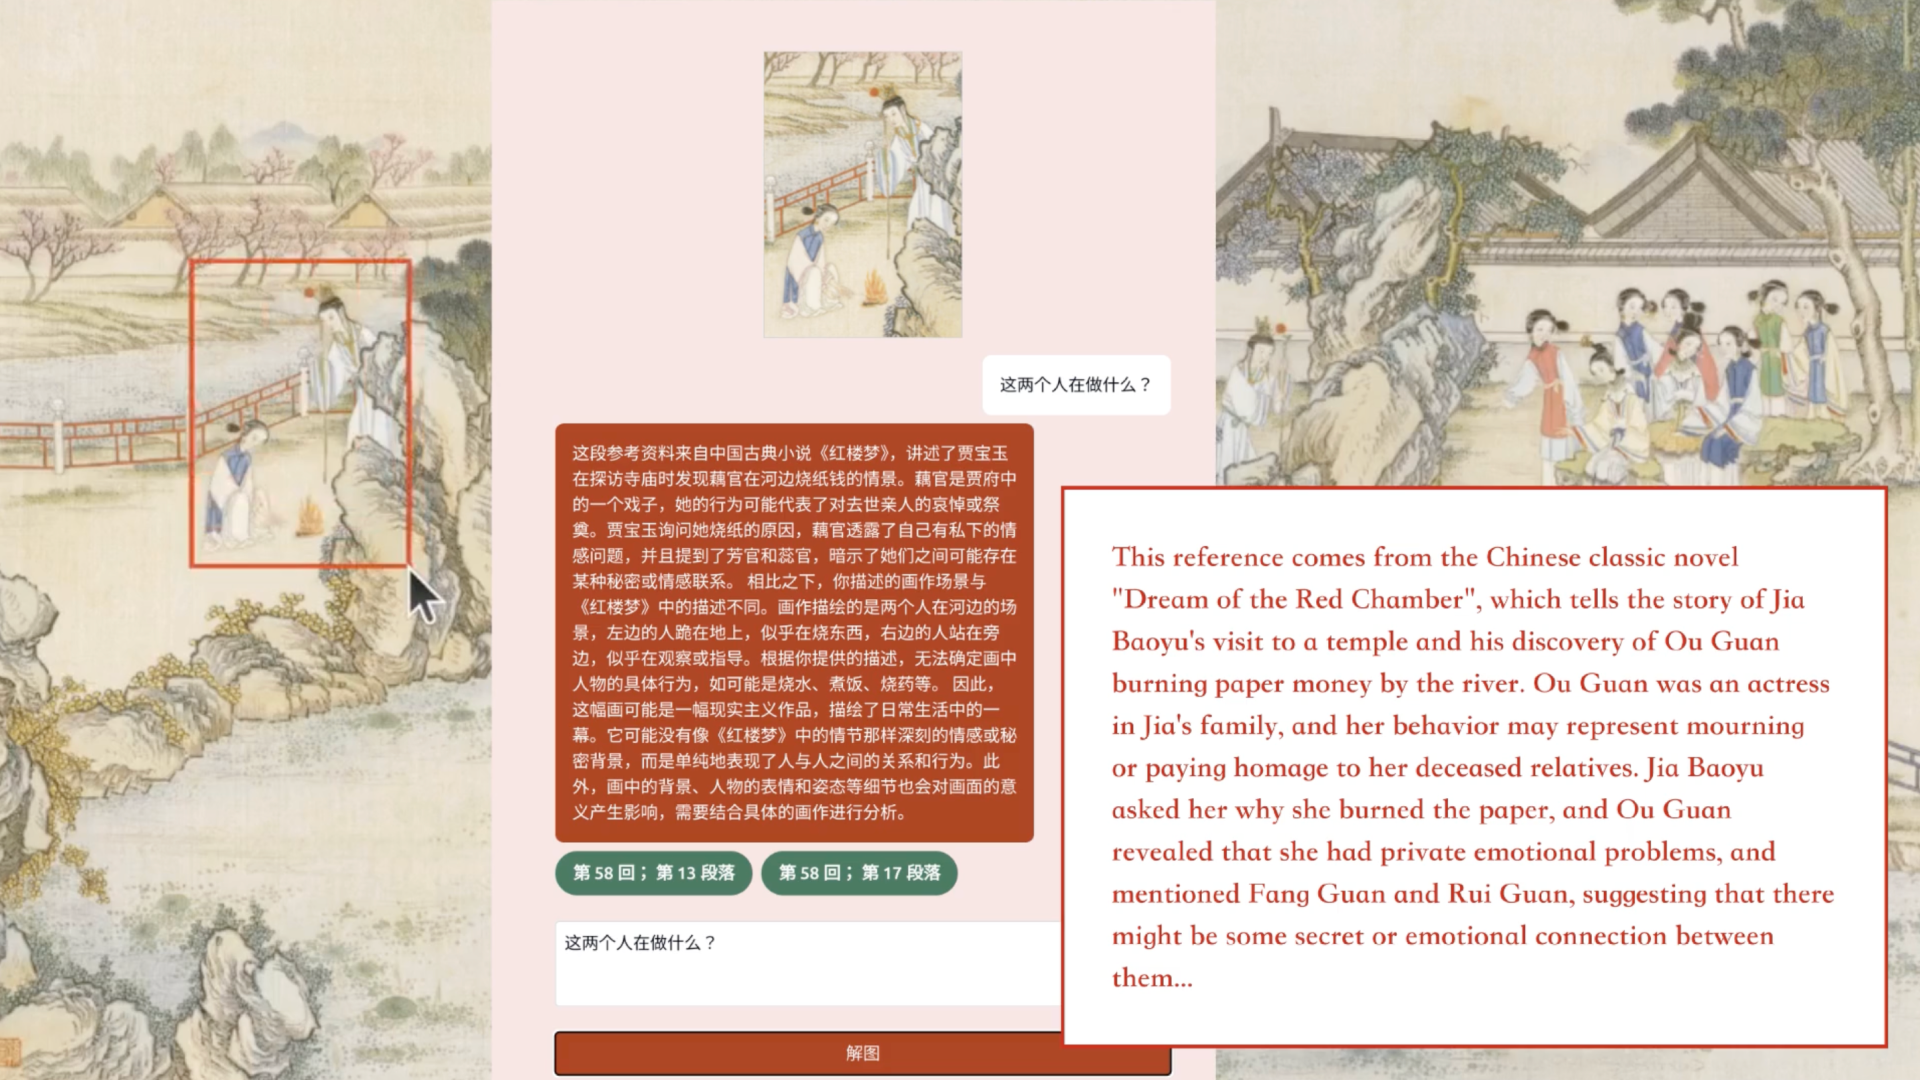 这两个人在做什么？
这段参考资料来自中国古典小说《红楼梦》，讲述了贾宝玉
在探访寺庙时发现藕官在河边烧纸钱的情景。藕官是贾府中
的一个戏子，她的行为可能代表了对去世亲人的哀悼或祭
奠。贾宝玉询问她烧纸的原因，藕官透露了自己有私下的情
感问题，并且提到了芳官和蕊官，暗示了她们之间可能存在
某种秘密或情感联系。 相比之下，你描述的画作场景与
《红楼梦》中的描述不同。画作描绘的是两个人在河边的场
景，左边的人跪在地上，似乎在烧东西，右边的人站在旁
边，似乎在观察或指导。根据你提供的描述，无法确定画中
人物的具体行为，如可能是烧水、煮饭、烧药等。 因此，
这幅画可能是一幅现实主义作品，描绘了日常生活中的一
幕。它可能没有像《红楼梦》中的情节那样深刻的情感或秘
密背景，而是单纯地表现了人与人之间的关系和行为。此
外，画中的背景、人物的表情和姿态等细节也会对画面的意
义产生影响，需要结合具体的画作进行分析。
第 58 回；第 13 段落
第 58 回；第 17 段落
这两个人在做什么？
解图
This reference comes from the Chinese classic novel
"Dream of the Red Chamber", which tells the story of Jia
Baoyu's visit to a temple and his discovery of Ou Guan
burning paper money by the river. Ou Guan was an actress
in Jia's family, and her behavior may represent mourning
or paying homage to her deceased relatives. Jia Baoyu
asked her why she burned the paper, and Ou Guan
revealed that she had private emotional problems, and
mentioned Fang Guan and Rui Guan, suggesting that there
might be some secret or emotional connection between
them...